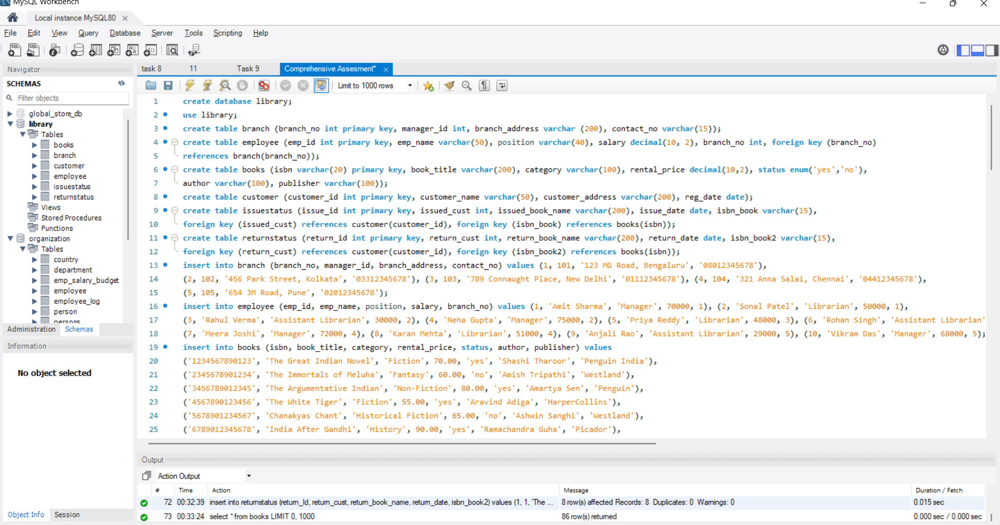 MySQL Workbench
Local instance MySQL80
File Edit View Query Database Server Tools Scripting Help
Navigator
SCHEMAS
Filter objects
global_store_db
library
Tables
books
branch
customer
employee
issuestatus
returnstatus
Views
Stored Procedures
Functions
organization
Tables
country
department
emp_salary_budget
employee
employee_log
person
persons
Administration Schemas
Information
No object selected
Object Info Session
task 8 11 Task 9 Comprehensive Assesment*
Limit to 1000 rows
1 create database library;
2 use library;
3 create table branch (branch_no int primary key, manager_id int, branch_address varchar (200), contact_no varchar(15));
4 create table employee (emp_id int primary key, emp_name varchar(50), position varchar(40), salary decimal(10, 2), branch_no int, foreign key (branch_no)
5 references branch(branch_no));
6 create table books (isbn varchar(20) primary key, book_title varchar(200), category varchar(100), rental_price decimal(10,2), status enum('yes','no'),
7 author varchar(100), publisher varchar(100));
8 create table customer (customer_id int primary key, customer_name varchar(50), customer_address varchar(200), reg_date date);
9 create table issuestatus (issue_id int primary key, issued_cust int, issued_book_name varchar(200), issue_date date, isbn_book varchar(15),
10 foreign key (issued_cust) references customer(customer_id), foreign key (isbn_book) references books(isbn));
11 create table returnstatus (return_id int primary key, return_cust int, return_book_name varchar(200), return_date date, isbn_book2 varchar(15),
12 foreign key (return_cust) references customer(customer_id), foreign key (isbn_book2) references books(isbn));
13 insert into branch (branch_no, manager_id, branch_address, contact_no) values (1, 101, '123 MG Road, Bengaluru', '08012345678'),
14 (2, 102, '456 Park Street, Kolkata', '03312345678'), (3, 103, '789 Connaught Place, New Delhi', '01112345678'), (4, 104, '321 Anna Salai, Chennai', '04412345678'),
15 (5, 105, '654 JM Road, Pune', '02012345678');
16 insert into employee (emp_id, emp_name, position, salary, branch_no) values (1, 'Amit Sharma', 'Manager', 70000, 1), (2, 'Sonal Patel', 'Librarian', 50000, 1),
17 (3, 'Rahul Verma', 'Assistant Librarian', 30000, 2), (4, 'Neha Gupta', 'Manager', 75000, 2), (5, 'Priya Reddy', 'Librarian', 48000, 3), (6, 'Rohan Singh', 'Assistant Librarian'
18 (7, 'Meera Joshi', 'Manager', 72000, 4), (8, 'Karan Mehta', 'Librarian', 51000, 4), (9, 'Anjali Rao', 'Assistant Librarian', 29000, 5), (10, 'Vikram Das', 'Manager', 68000, 5);
19 insert into books (isbn, book_title, category, rental_price, status, author, publisher) values
20 ('1234567890123', 'The Great Indian Novel', 'Fiction', 70.00, 'yes', 'Shashi Tharoor', 'Penguin India'),
21 ('2345678901234', 'The Immortals of Meluha', 'Fantasy', 60.00, 'no', 'Amish Tripathi', 'Westland'),
22 ('3456789012345', 'The Argumentative Indian', 'Non-Fiction', 80.00, 'yes', 'Amartya Sen', 'Penguin'),
23 ('4567890123456', 'The White Tiger', 'Fiction', 55.00, 'yes', 'Aravind Adiga', 'HarperCollins'),
24 ('5678901234567', 'Chanakyas Chant', 'Historical Fiction', 65.00, 'no', 'Ashwin Sanghi', 'Westland'),
25 ('6789012345678', 'India After Gandhi', 'History', 90.00, 'yes', 'Ramachandra Guha', 'Picador'),
Output
Action Output
# Time Action Message Duration / Fetch
72 00:32:39 insert into returnstatus (return_Id, return_cust, return_book_name, return_date, isbn_book2) values (1, 1, 'The ... 8 row(s) affected Records: 8 Duplicates: 0 Warnings: 0 0.015 sec
73 00:33:24 select * from books LIMIT 0, 1000 86 row(s) returned 0.000 sec / 0.000 sec